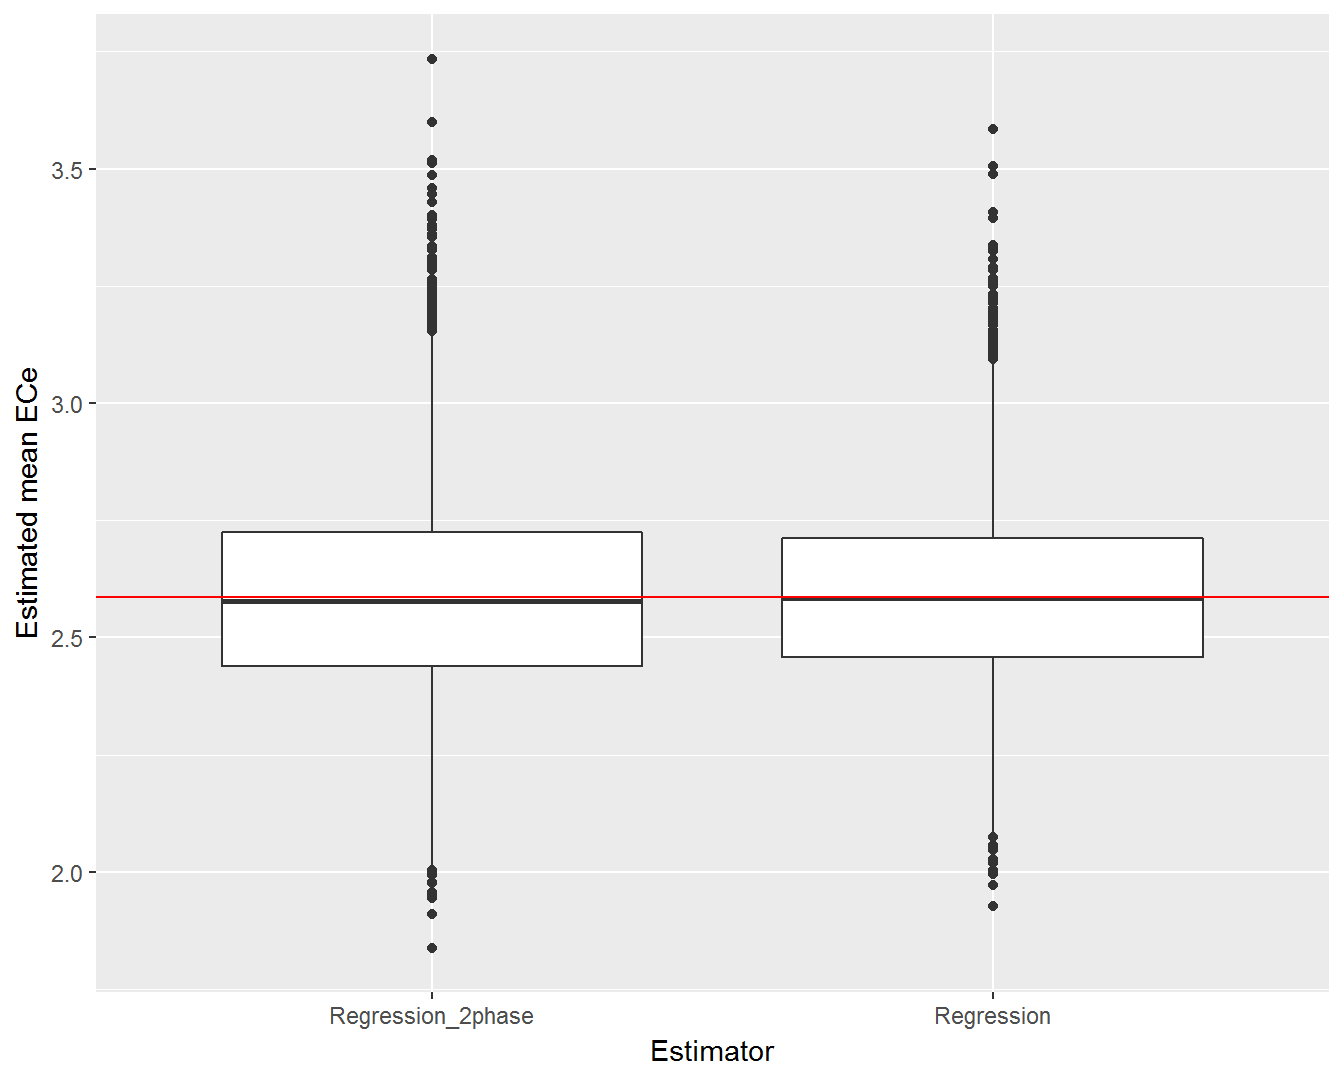 Estimated mean ECe
3.5
3.0
2.5
2.0
Regression_2phase
Regression
Estimator